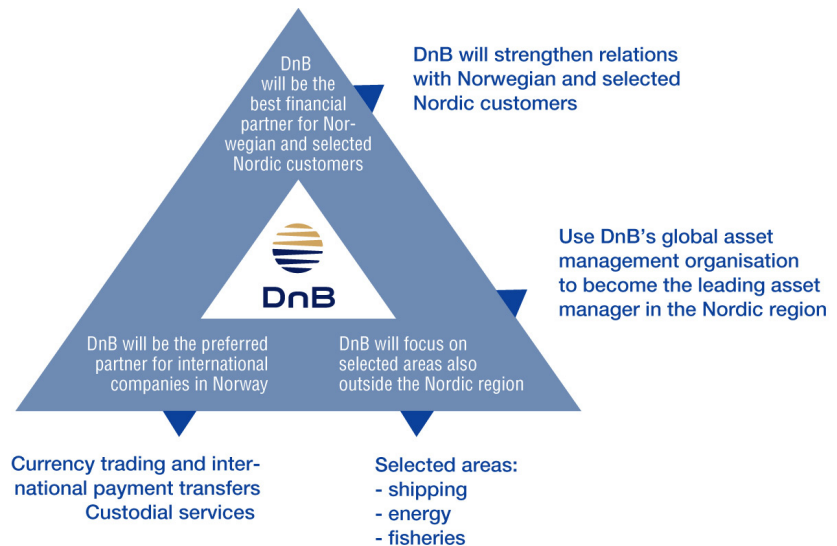 DnB
will be the
best financial
partner for Nor-
wegian and selected
Nordic customers
DnB will strengthen relations
with Norwegian and selected
Nordic customers
DnB
Use DnB's global asset
management organisation
to become the leading asset
manager in the Nordic region
DnB will be the preferred
partner for international
companies in Norway
DnB will focus on
selected areas also
outside the Nordic region
Currency trading and inter-
national payment transfers
Custodial services
Selected areas:
- shipping
- energy
- fisheries